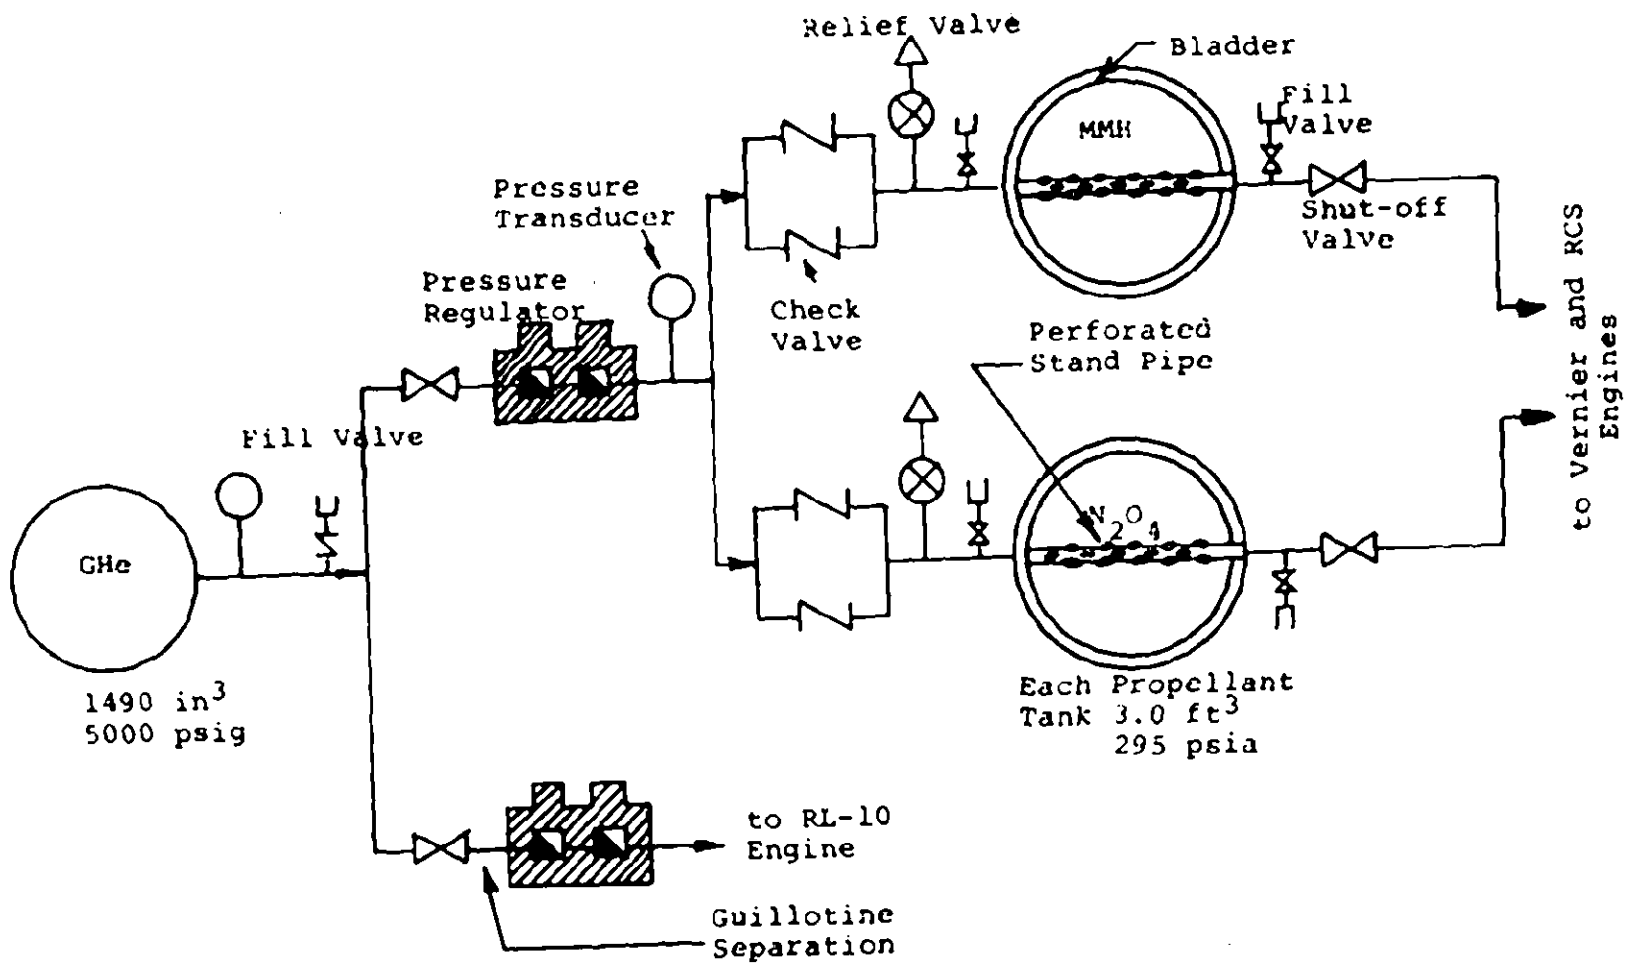 Relief Valve
Bladder
Fill
Valve
MMH
Pressure
Transducer
Shut-off
Valve
Pressure
Regulator
Check
Valve
Perforated
Stand Pipe
to Vernier and RCS
Engines
Fill Valve
N2O4
GHe
1490 in³
5000 psig
Each Propellant
Tank 3.0 ft³
295 psia
to RL-10
Engine
Guillotine
Separation